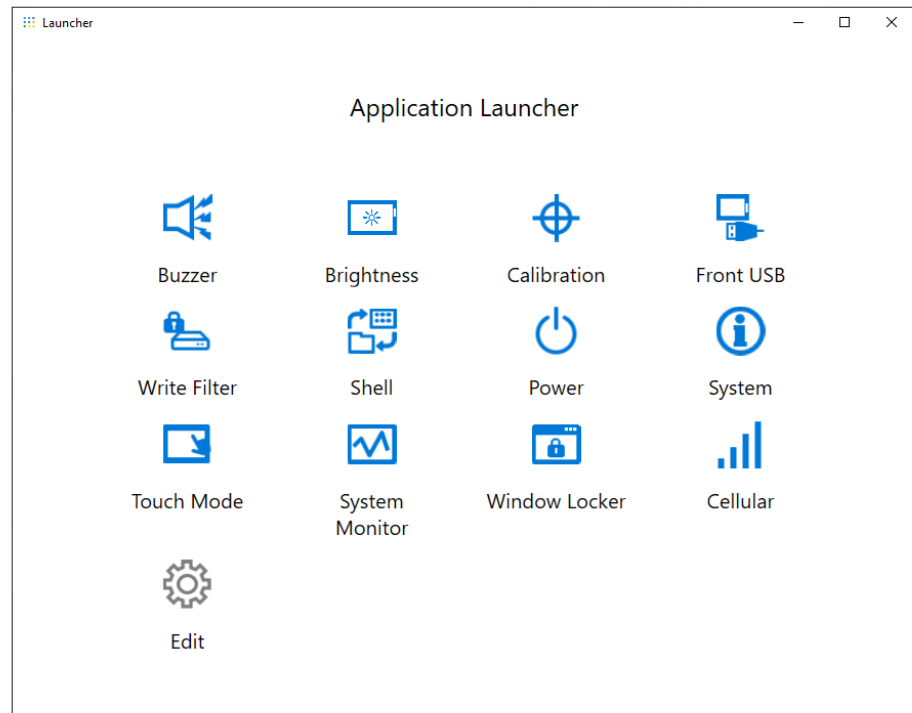 Launcher
Application Launcher
Buzzer
Brightness
Calibration
Front USB
Write Filter
Shell
Power
System
Touch Mode
System
Monitor
Window Locker
Cellular
Edit